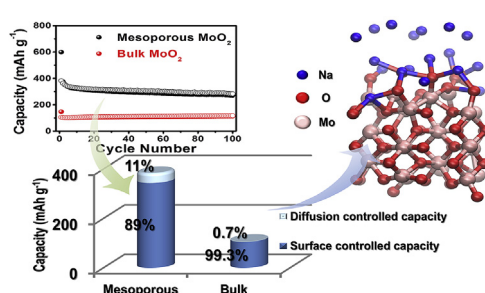 800
600
400
200
0
Capacity (mAh g⁻¹)
Mesoporous MoO₂
Bulk MoO₂
0 20 40 60 80 100
Cycle Number
Na
O
Mo
400
200
0
Capacity (mAh g⁻¹)
11%
89%
0.7%
99.3%
Mesoporous Bulk
Diffusion controlled capacity
Surface controlled capacity